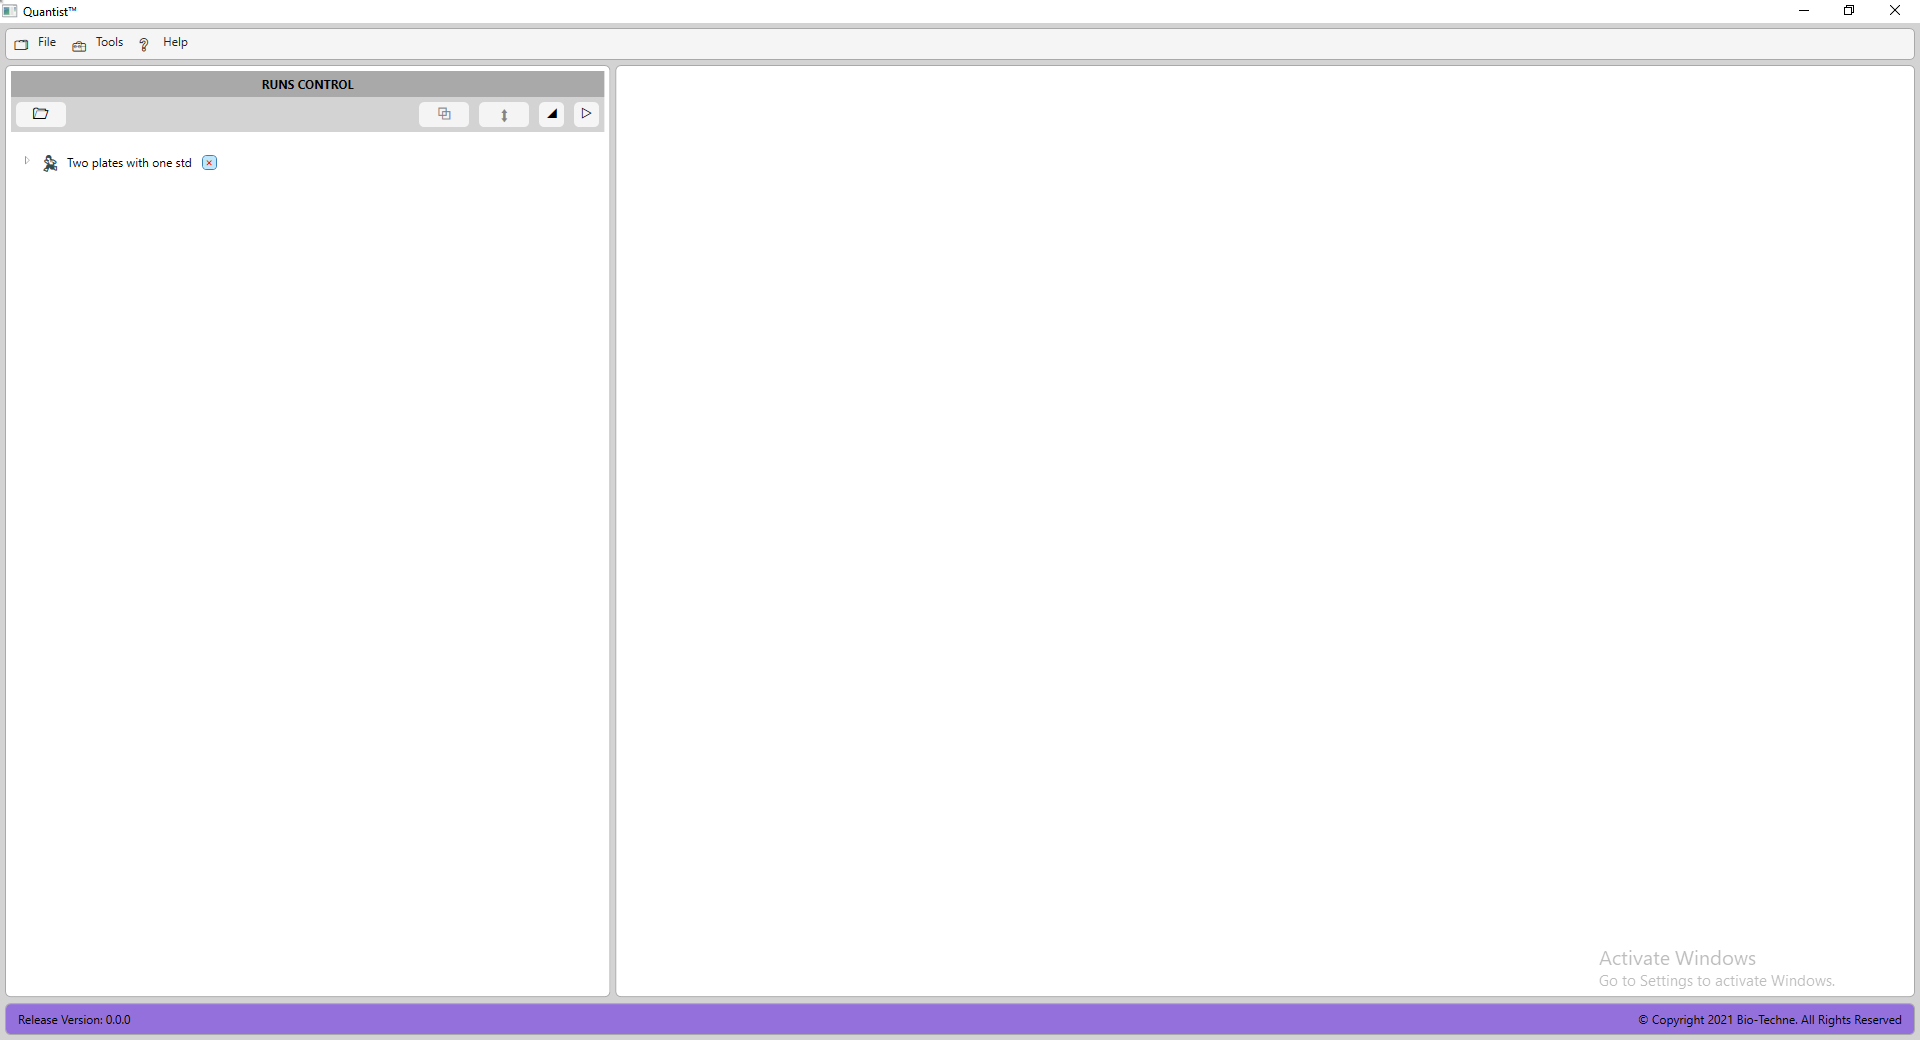 Quantist™
File Tools Help
RUNS CONTROL
Two plates with one std
Activate Windows
Go to Settings to activate Windows.
Release Version: 0.0.0
© Copyright 2021 Bio-Techne. All Rights Reserved